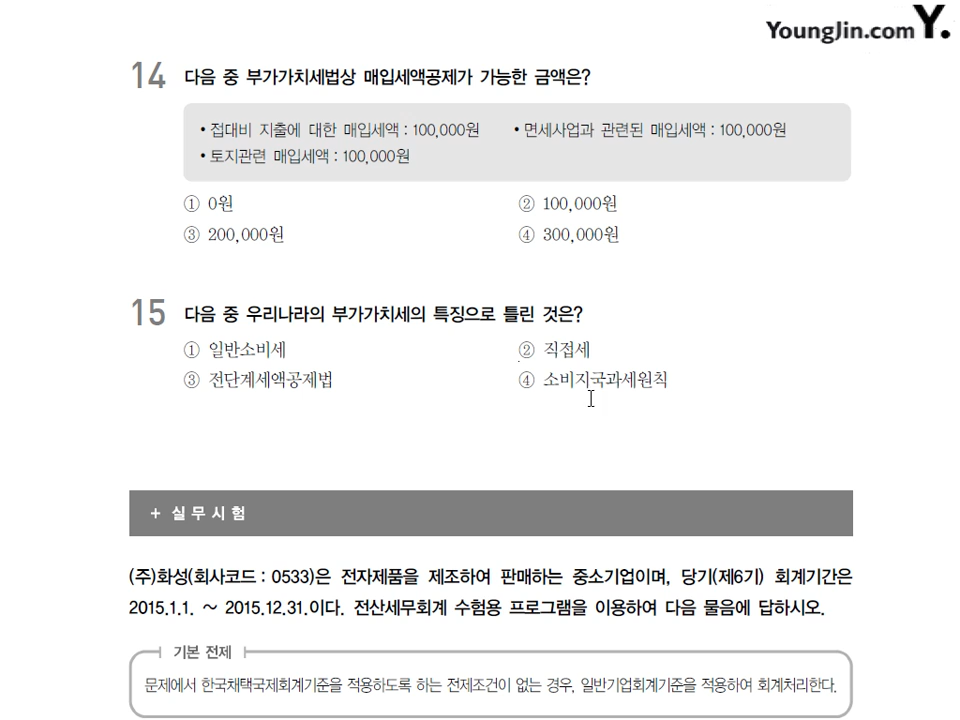 YoungJin.com Y.
14 다음 중 부가가치세법상 매입세액공제가 가능한 금액은?
• 접대비 지출에 대한 매입세액 : 100,000원 • 면세사업과 관련된 매입세액 : 100,000원
• 토지관련 매입세액 : 100,000원
① 0원 ② 100,000원
③ 200,000원 ④ 300,000원
15 다음 중 우리나라의 부가가치세의 특징으로 틀린 것은?
① 일반소비세 ② 직접세
③ 전단계세액공제법 ④ 소비지국과세원칙
+ 실무시험
(주)화성(회사코드 : 0533)은 전자제품을 제조하여 판매하는 중소기업이며, 당기(제6기) 회계기간은
2015.1.1. ~ 2015.12.31.이다. 전산세무회계 수험용 프로그램을 이용하여 다음 물음에 답하시오.
기본 전제
문제에서 한국채택국제회계기준을 적용하도록 하는 전제조건이 없는 경우, 일반기업회계기준을 적용하여 회계처리한다.